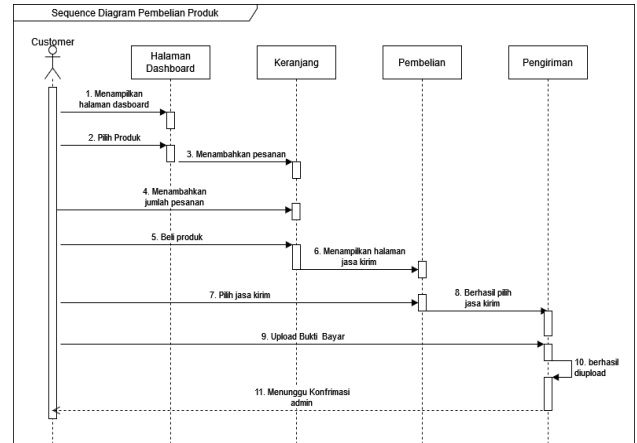 Sequence Diagram Pembelian Produk
Customer
Halaman
Dashboard
Keranjang
Pembelian
Pengiriman
1. Menampilkan
halaman dasboard
2. Pilih Produk
3. Menambahkan pesanan
4. Menambahkan
jumlah pesanan
5. Beli produk
6. Menampilkan halaman
jasa kirim
7. Pilih jasa kirim
8. Berhasil pilih
jasa kirim
9. Upload Bukti Bayar
10. berhasil
diupload
11. Menunggu Konfrimasi
admin